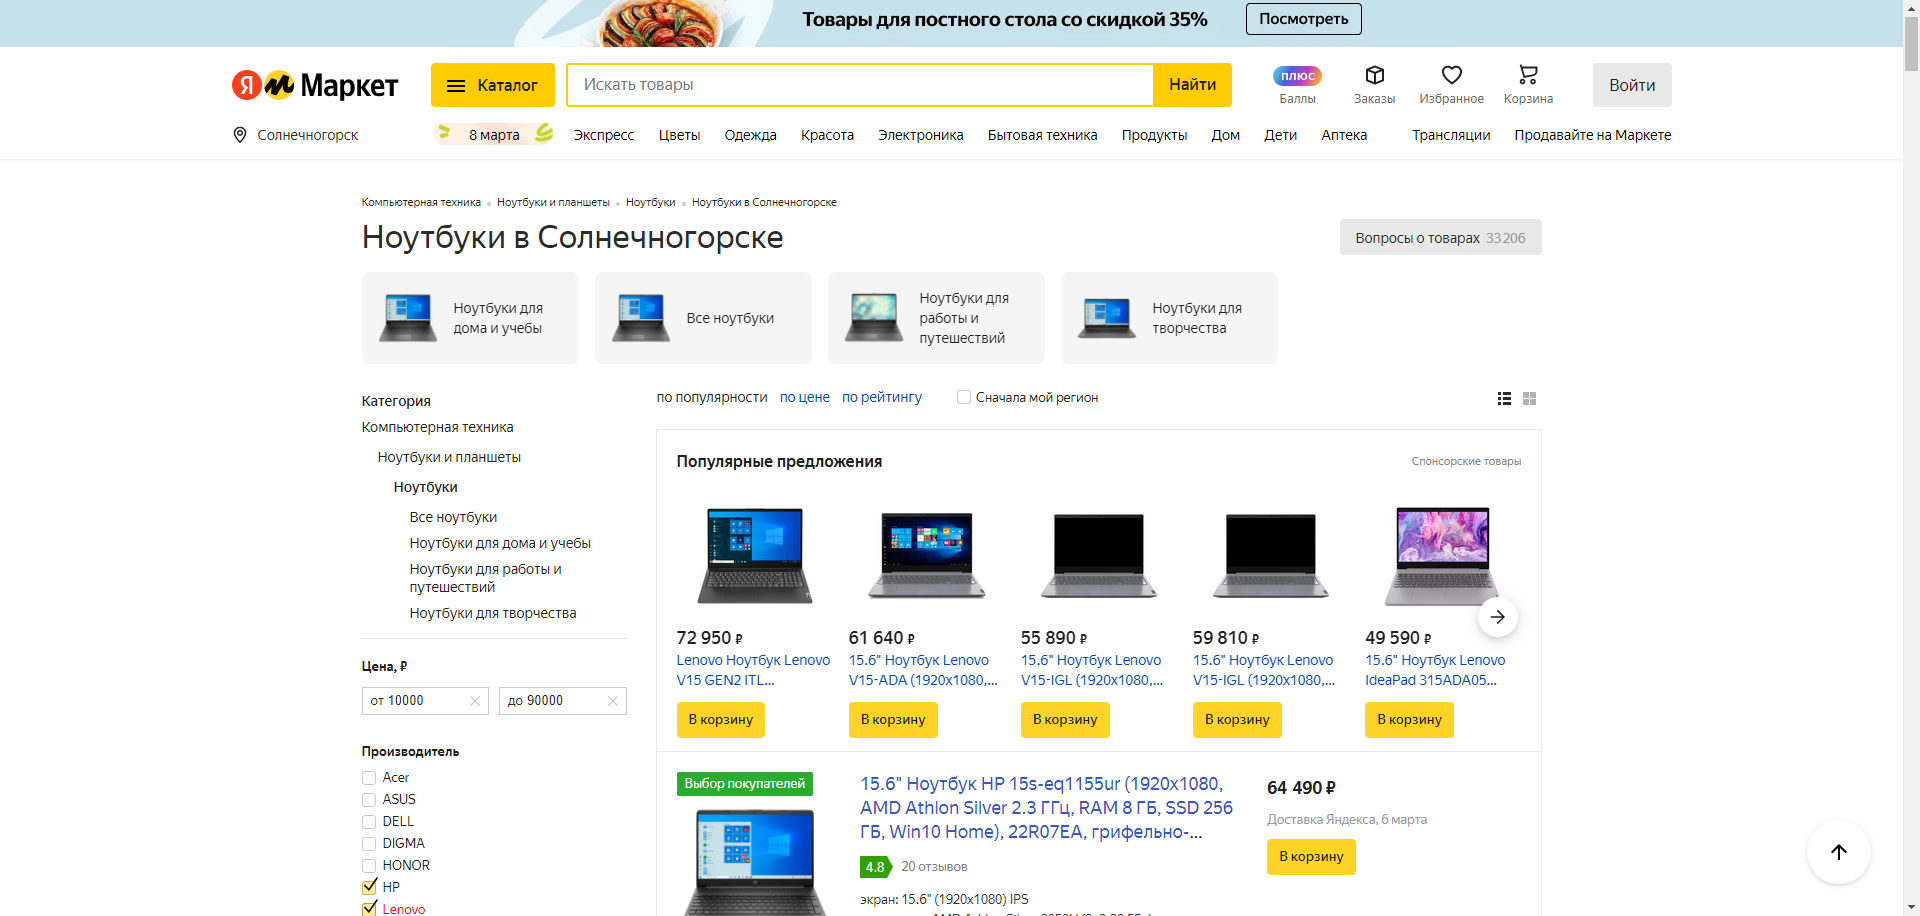 Товары для постного стола со скидкой 35%
Посмотреть
Я м Маркет
Каталог
Искать товары
Найти
плюс
Баллы
Заказы
Избранное
Корзина
Войти
Солнечногорск
8 марта
Экспресс
Цветы
Одежда
Красота
Электроника
Бытовая техника
Продукты
Дом
Дети
Аптека
Трансляции
Продавайте на Маркете
Компьютерная техника
Ноутбуки и планшеты
Ноутбуки
Ноутбуки в Солнечногорске
Ноутбуки в Солнечногорске
Вопросы о товарах 33206
Ноутбуки для
дома и учебы
Все ноутбуки
Ноутбуки для
работы и
путешествий
Ноутбуки для
творчества
Категория
Компьютерная техника
Ноутбуки и планшеты
Ноутбуки
Все ноутбуки
Ноутбуки для дома и учебы
Ноутбуки для работы и
путешествий
Ноутбуки для творчества
Цена, ₽
от 10000
до 90000
Производитель
Acer
ASUS
DELL
DIGMA
HONOR
HP
Lenovo
по популярности
по цене
по рейтингу
Сначала мой регион
Популярные предложения
Спонсорские товары
72 950 ₽
Lenovo Ноутбук Lenovo
V15 GEN2 ITL...
В корзину
61 640 ₽
15.6" Ноутбук Lenovo
V15-ADA (1920x1080,...
В корзину
55 890 ₽
15.6" Ноутбук Lenovo
V15-IGL (1920x1080,...
В корзину
59 810 ₽
15.6" Ноутбук Lenovo
V15-IGL (1920x1080,...
В корзину
49 590 ₽
15.6" Ноутбук Lenovo
IdeaPad 315ADA05...
В корзину
Выбор покупателей
15.6" Ноутбук HP 15s-eq1155ur (1920x1080,
AMD Athlon Silver 2.3 ГГц, RAM 8 ГБ, SSD 256
ГБ, Win10 Home), 22R07EA, грифельно-...
4.8
20 отзывов
экран: 15.6" (1920x1080) IPS
64 490 ₽
Доставка Яндекса, 6 марта
В корзину